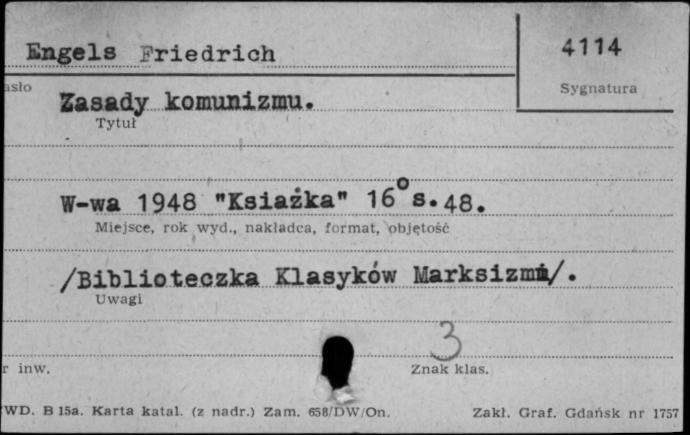 Engels Friedrich
4114
asło
Sygnatura
Zasady komunizmu.
Tytuł
W-wa 1948 "Ksiażka" 16° s. 48.
Miejsce, rok wyd., nakładca, format, objętość
/Biblioteczka Klasyków Marksizmu/.
Uwagi
3
r inw.
Znak klas.
WD. B 15a. Karta katal. (z nadr.) Zam. 658/DW/On.
Zakł. Graf. Gdańsk nr 1757